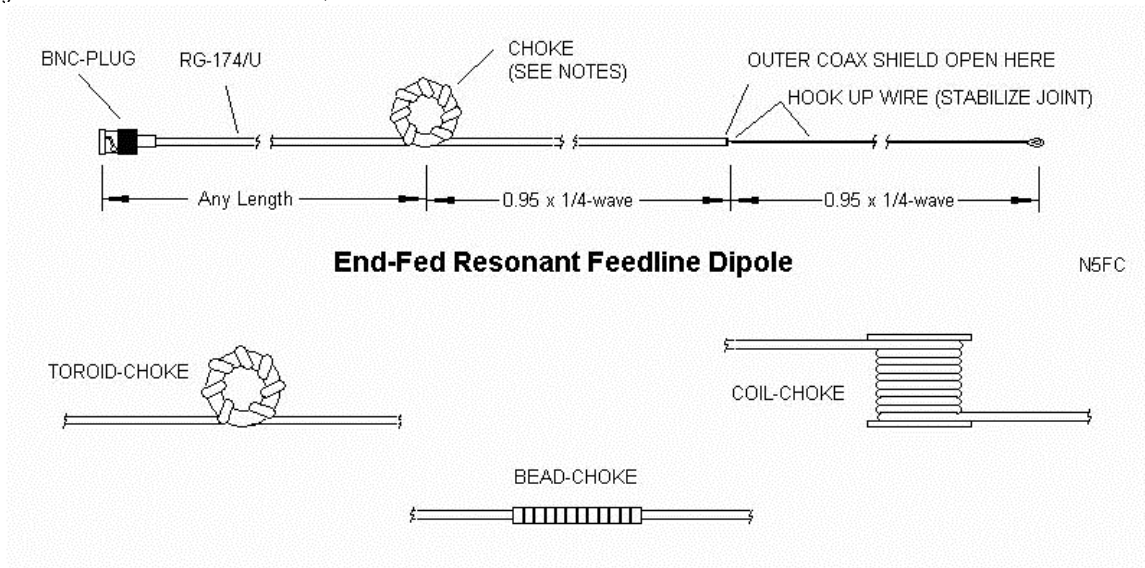 BNC-PLUG
RG-174/U
CHOKE
(SEE NOTES)
OUTER COAX SHIELD OPEN HERE
HOOK UP WIRE (STABILIZE JOINT)
Any Length
0.95 x 1/4-wave
0.95 x 1/4-wave
End-Fed Resonant Feedline Dipole
N5FC
TOROID-CHOKE
COIL-CHOKE
BEAD-CHOKE